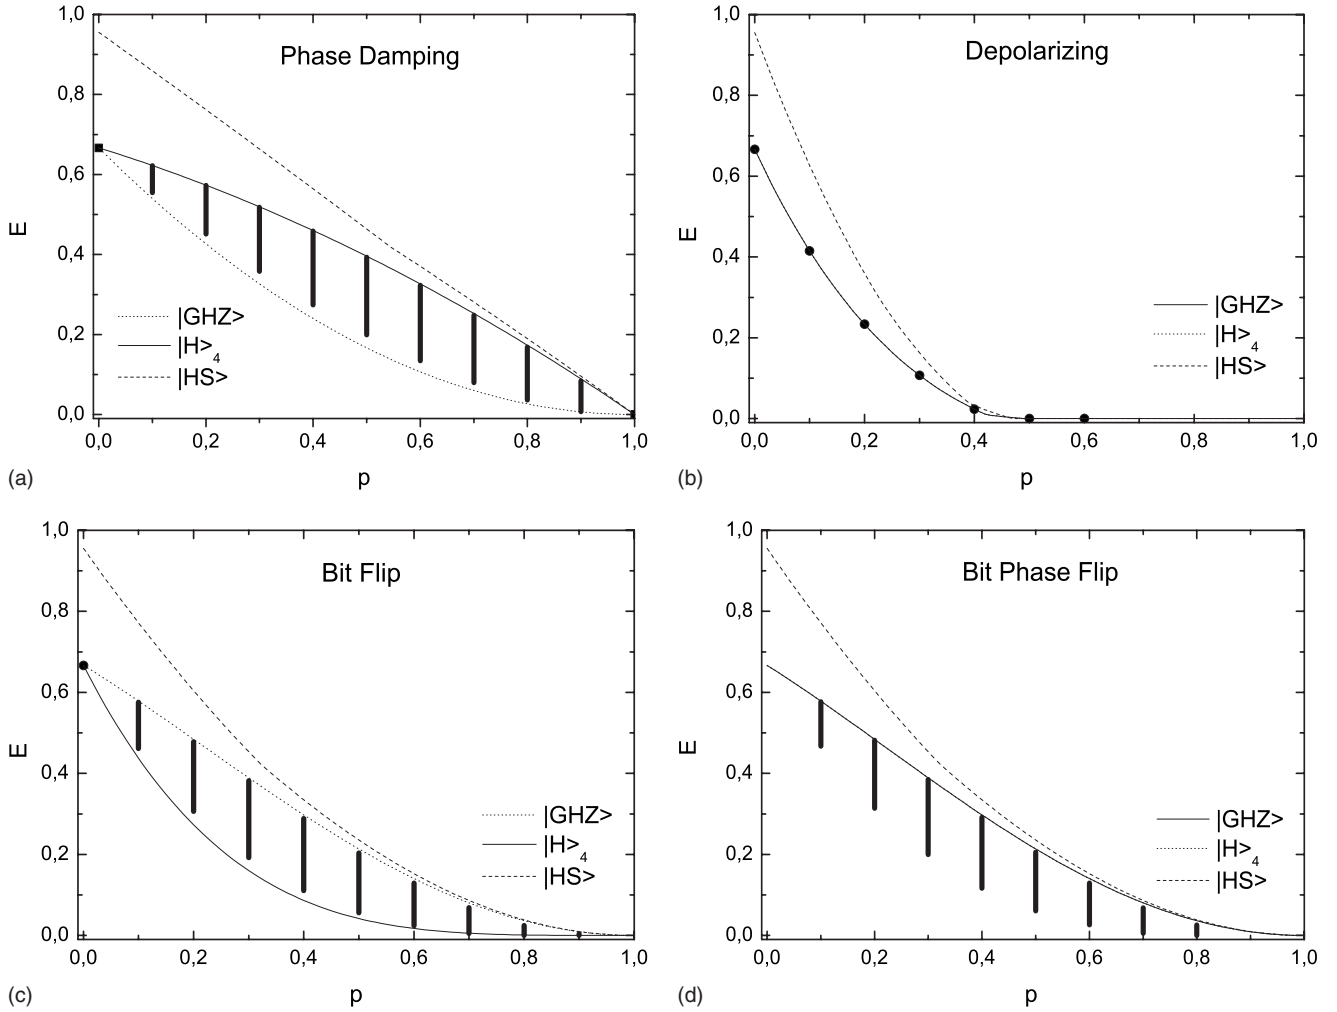 1,0
0,8
0,6
0,4
0,2
0,0
E
Phase Damping
|GHZ>
|H>4
|HS>
0,0 0,2 0,4 0,6 0,8 1,0
(a)
p
1,0
0,8
0,6
0,4
0,2
0,0
E
Depolarizing
|GHZ>
|H>4
|HS>
0,0 0,2 0,4 0,6 0,8 1,0
(b)
p
1,0
0,8
0,6
0,4
0,2
0,0
E
Bit Flip
|GHZ>
|H>4
|HS>
0,0 0,2 0,4 0,6 0,8 1,0
(c)
p
1,0
0,8
0,6
0,4
0,2
0,0
E
Bit Phase Flip
|GHZ>
|H>4
|HS>
0,0 0,2 0,4 0,6 0,8 1,0
(d)
p